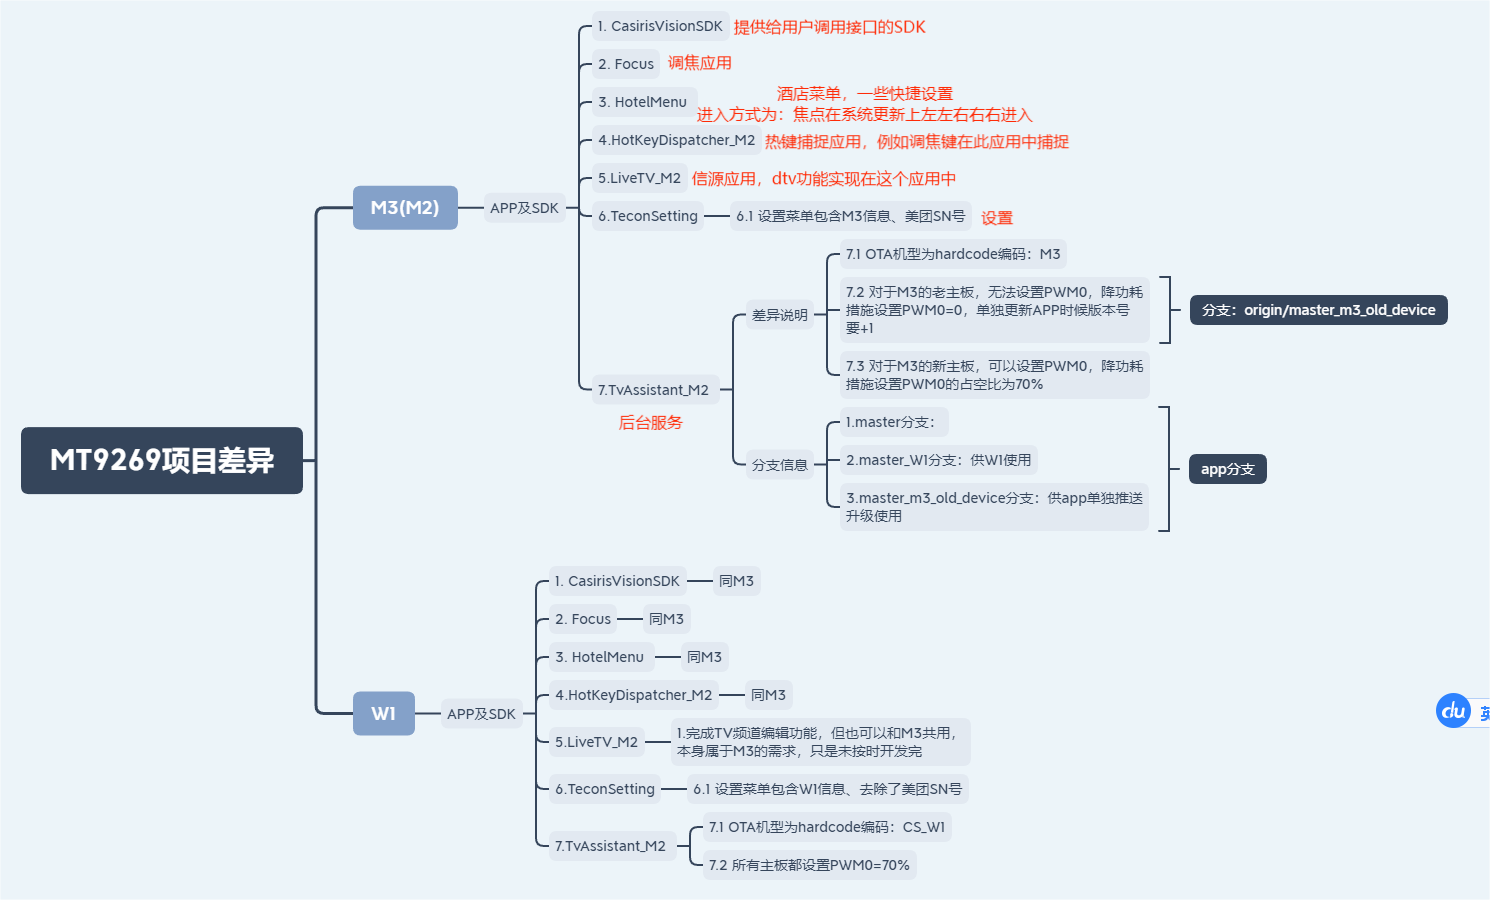 MT9269项目差异
M3(M2)
APP及SDK
1. CasirisVisionSDK
提供给用户调用接口的SDK
2. Focus
调焦应用
3. HotelMenu
酒店菜单，一些快捷设置
进入方式为：焦点在系统更新上左左右右右进入
4.HotKeyDispatcher_M2
热键捕捉应用，例如调焦键在此应用中捕捉
5.LiveTV_M2
信源应用，dtv功能实现在这个应用中
6.TeconSetting
6.1 设置菜单包含M3信息、美团SN号
设置
7.TvAssistant_M2
后台服务
差异说明
7.1 OTA机型为hardcode编码：M3
7.2 对于M3的老主板，无法设置PWM0，降功耗
措施设置PWM0=0，单独更新APP时候版本号
要+1
分支：origin/master_m3_old_device
7.3 对于M3的新主板，可以设置PWM0，降功耗
措施设置PWM0的占空比为70%
分支信息
1.master分支：
2.master_W1分支：供W1使用
3.master_m3_old_device分支：供app单独推送
升级使用
app分支
W1
APP及SDK
1. CasirisVisionSDK
同M3
2. Focus
同M3
3. HotelMenu
同M3
4.HotKeyDispatcher_M2
同M3
5.LiveTV_M2
1.完成TV频道编辑功能，但也可以和M3共用，
本身属于M3的需求，只是未按时开发完
6.TeconSetting
6.1 设置菜单包含W1信息、去除了美团SN号
7.TvAssistant_M2
7.1 OTA机型为hardcode编码：CS_W1
7.2 所有主板都设置PWM0=70%
du
英